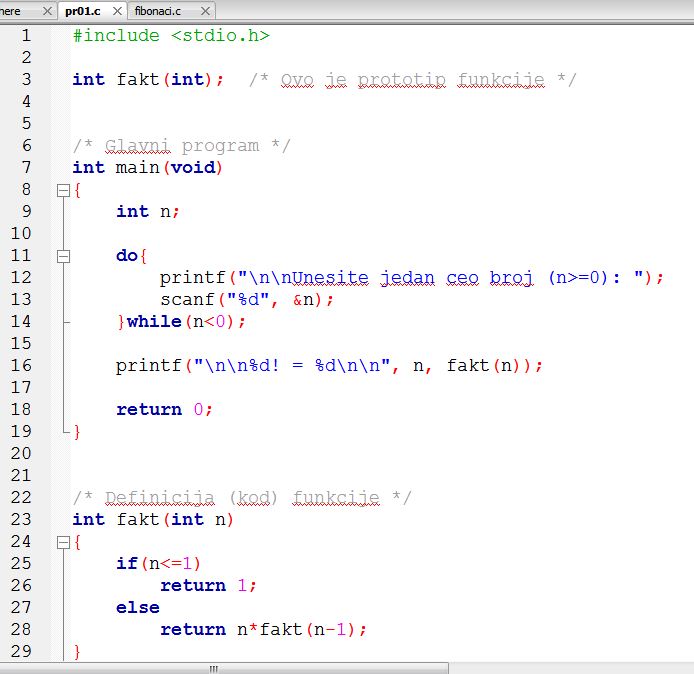 here pr01.c fibonaci.c
1 #include <stdio.h>
2
3 int fakt(int); /* Ovo je prototip funkcije */
4
5
6 /* Glavni program */
7 int main(void)
8 {
9 int n;
10
11 do{
12 printf("\n\nUnesite jedan ceo broj (n>=0): ");
13 scanf("%d", &n);
14 }while(n<0);
15
16 printf("\n\n%d! = %d\n\n", n, fakt(n));
17
18 return 0;
19 }
20
21
22 /* Definicija (kod) funkcije */
23 int fakt(int n)
24 {
25 if(n<=1)
26 return 1;
27 else
28 return n*fakt(n-1);
29 }